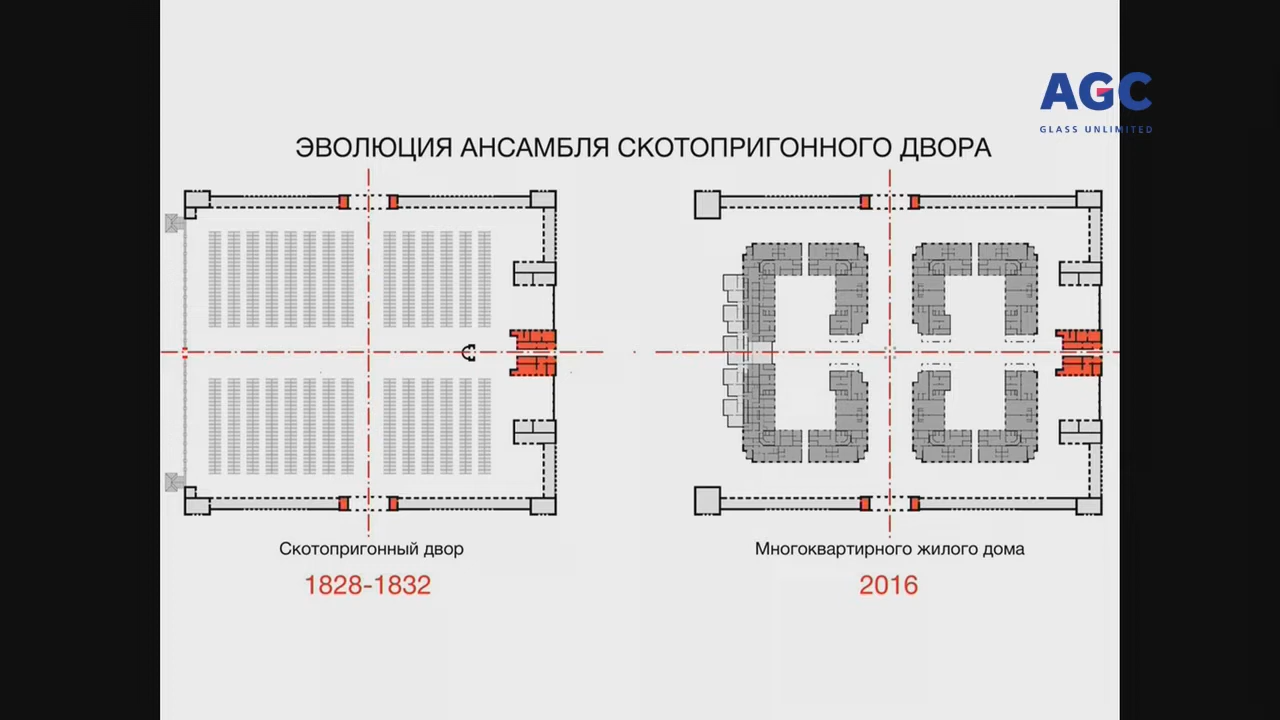 AGC
GLASS UNLIMITED
ЭВОЛЮЦИЯ АНСАМБЛЯ СКОТОПРИГОННОГО ДВОРА
Скотопригонный двор
1828-1832
Многоквартирного жилого дома
2016